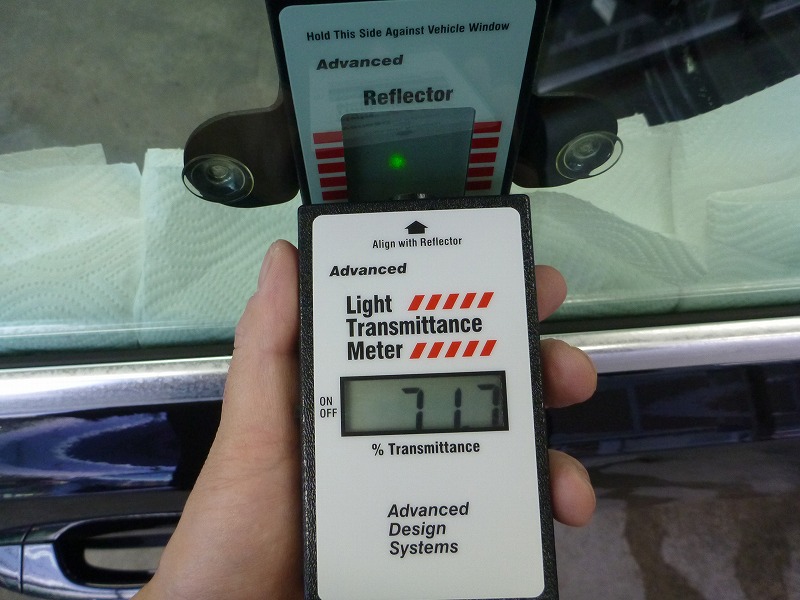 Hold This Side Against Vehicle Window
Advanced
Reflector
Align with Reflector
Advanced
Light
Transmittance
Meter
ON
OFF
71.7
% Transmittance
Advanced
Design
Systems